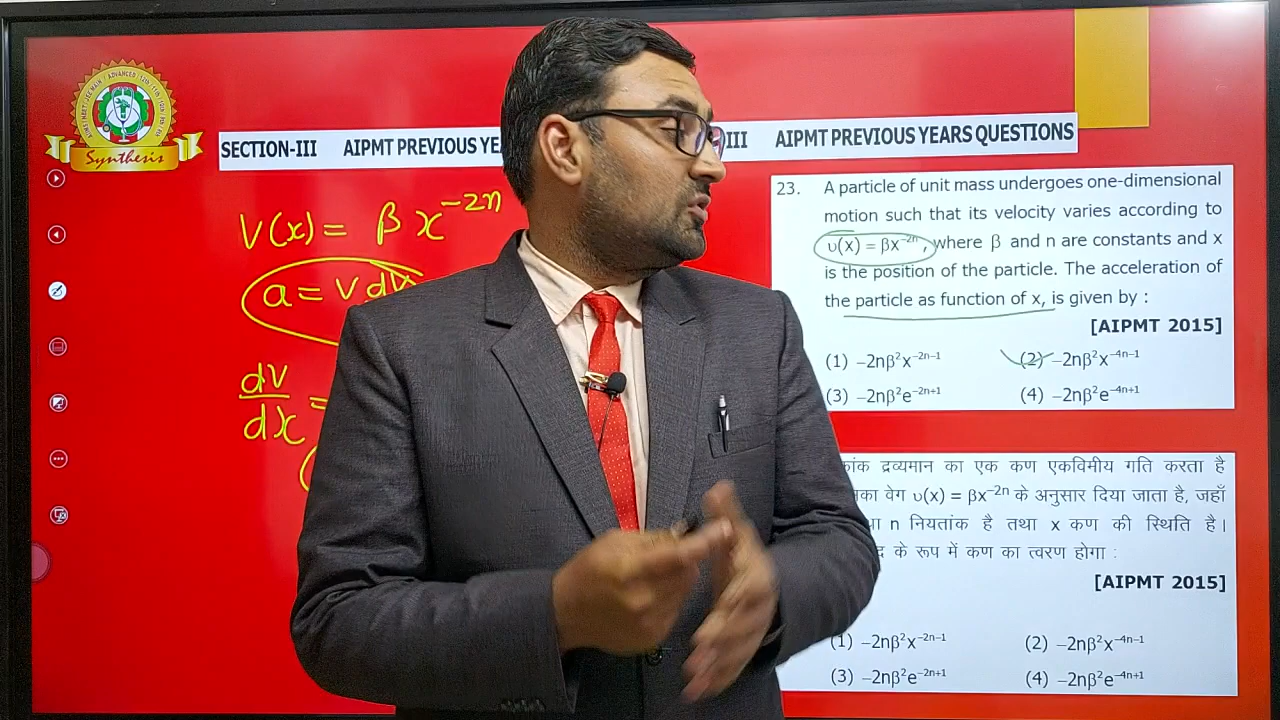 Synthesis
SECTION-III AIPMT PREVIOUS YEA
III AIPMT PREVIOUS YEARS QUESTIONS
V(x) = β x⁻²ⁿ
a = v dv
dv
dx =
23. A particle of unit mass undergoes one-dimensional
motion such that its velocity varies according to
υ(x) = βx⁻²ⁿ, where β and n are constants and x
is the position of the particle. The acceleration of
the particle as function of x, is given by :
[AIPMT 2015]
(1) –2nβ²x⁻²ⁿ⁻¹ (2) –2nβ²x⁻⁴ⁿ⁻¹
(3) –2nβ²e⁻²ⁿ⁺¹ (4) –2nβ²e⁻⁴ⁿ⁺¹
द्रव्यमान का एक कण एकविमीय गति करता है
वेग υ(x) = βx⁻²ⁿ के अनुसार दिया जाता है, जहाँ
n नियतांक है तथा x कण की स्थिति है।
के रूप में कण का त्वरण होगा :
[AIPMT 2015]
(1) –2nβ²x⁻²ⁿ⁻¹ (2) –2nβ²x⁻⁴ⁿ⁻¹
(3) –2nβ²e⁻²ⁿ⁺¹ (4) –2nβ²e⁻⁴ⁿ⁺¹